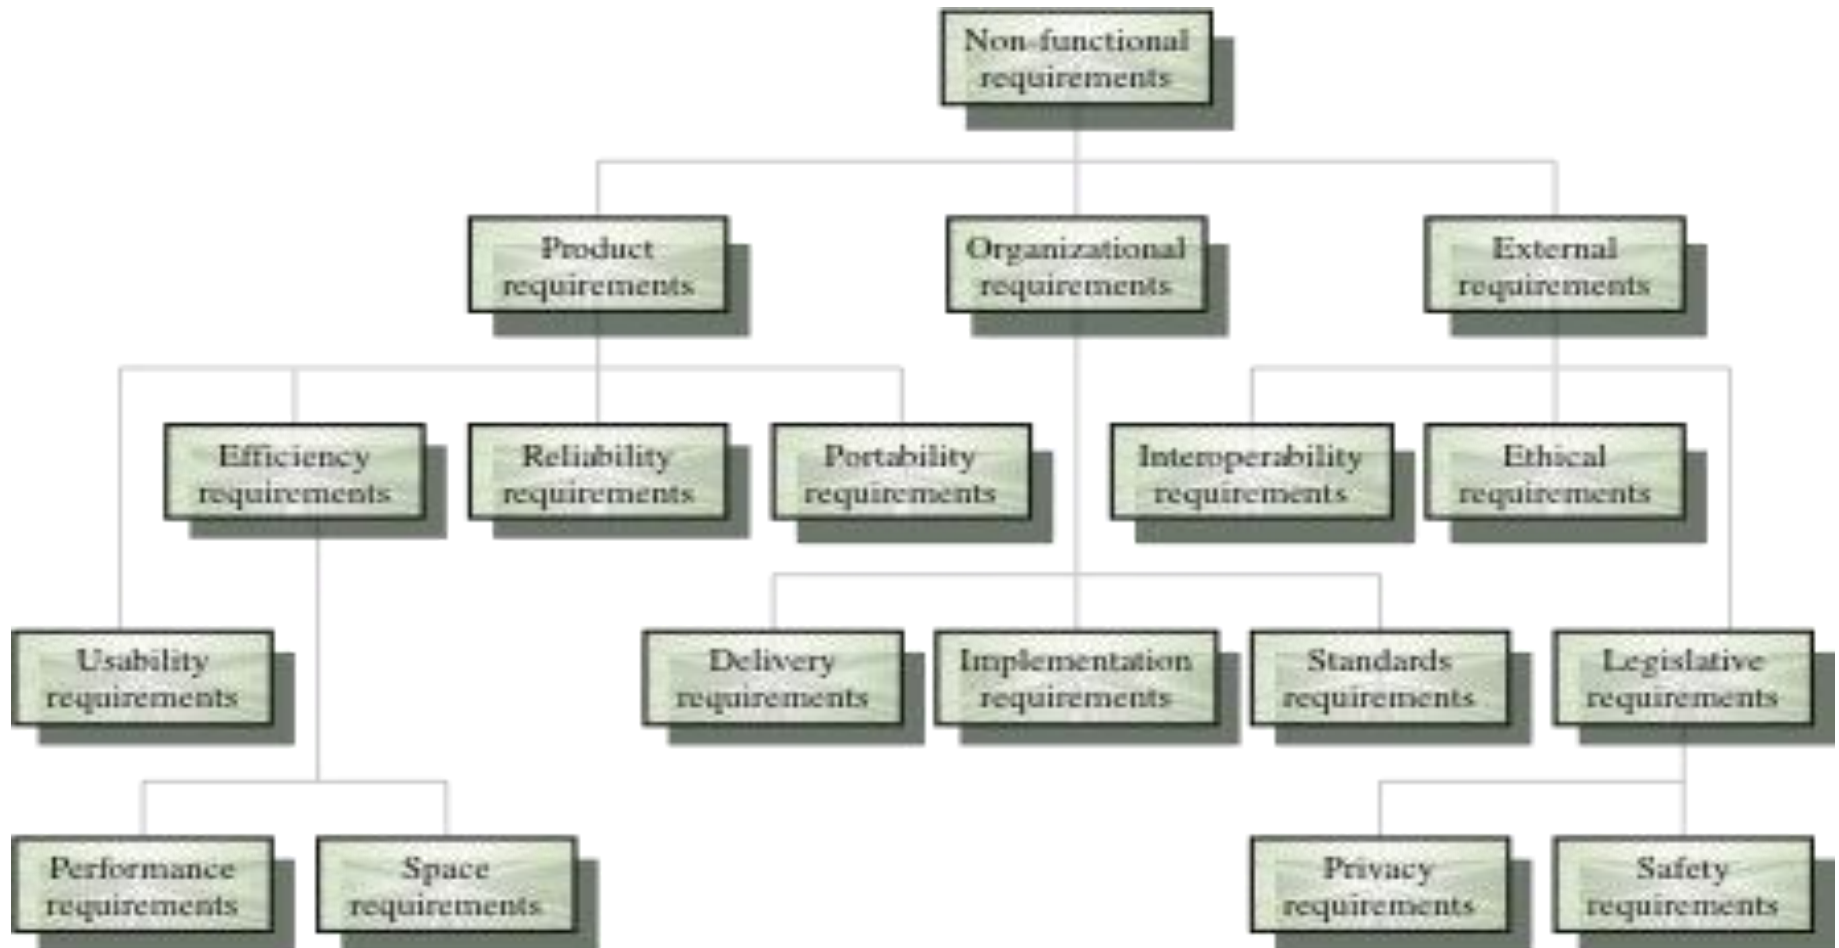 Non-functional
requirements
Product
requirements
Organizational
requirements
External
requirements
Efficiency
requirements
Reliability
requirements
Portability
requirements
Interoperability
requirements
Ethical
requirements
Usability
requirements
Delivery
requirements
Implementation
requirements
Standards
requirements
Legislative
requirements
Performance
requirements
Space
requirements
Privacy
requirements
Safety
requirements